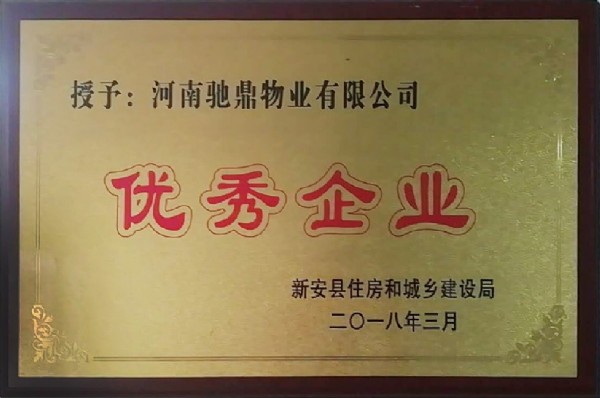 授予：河南驰鼎物业有限公司
优秀企业
新安县住房和城乡建设局
二〇一八年三月